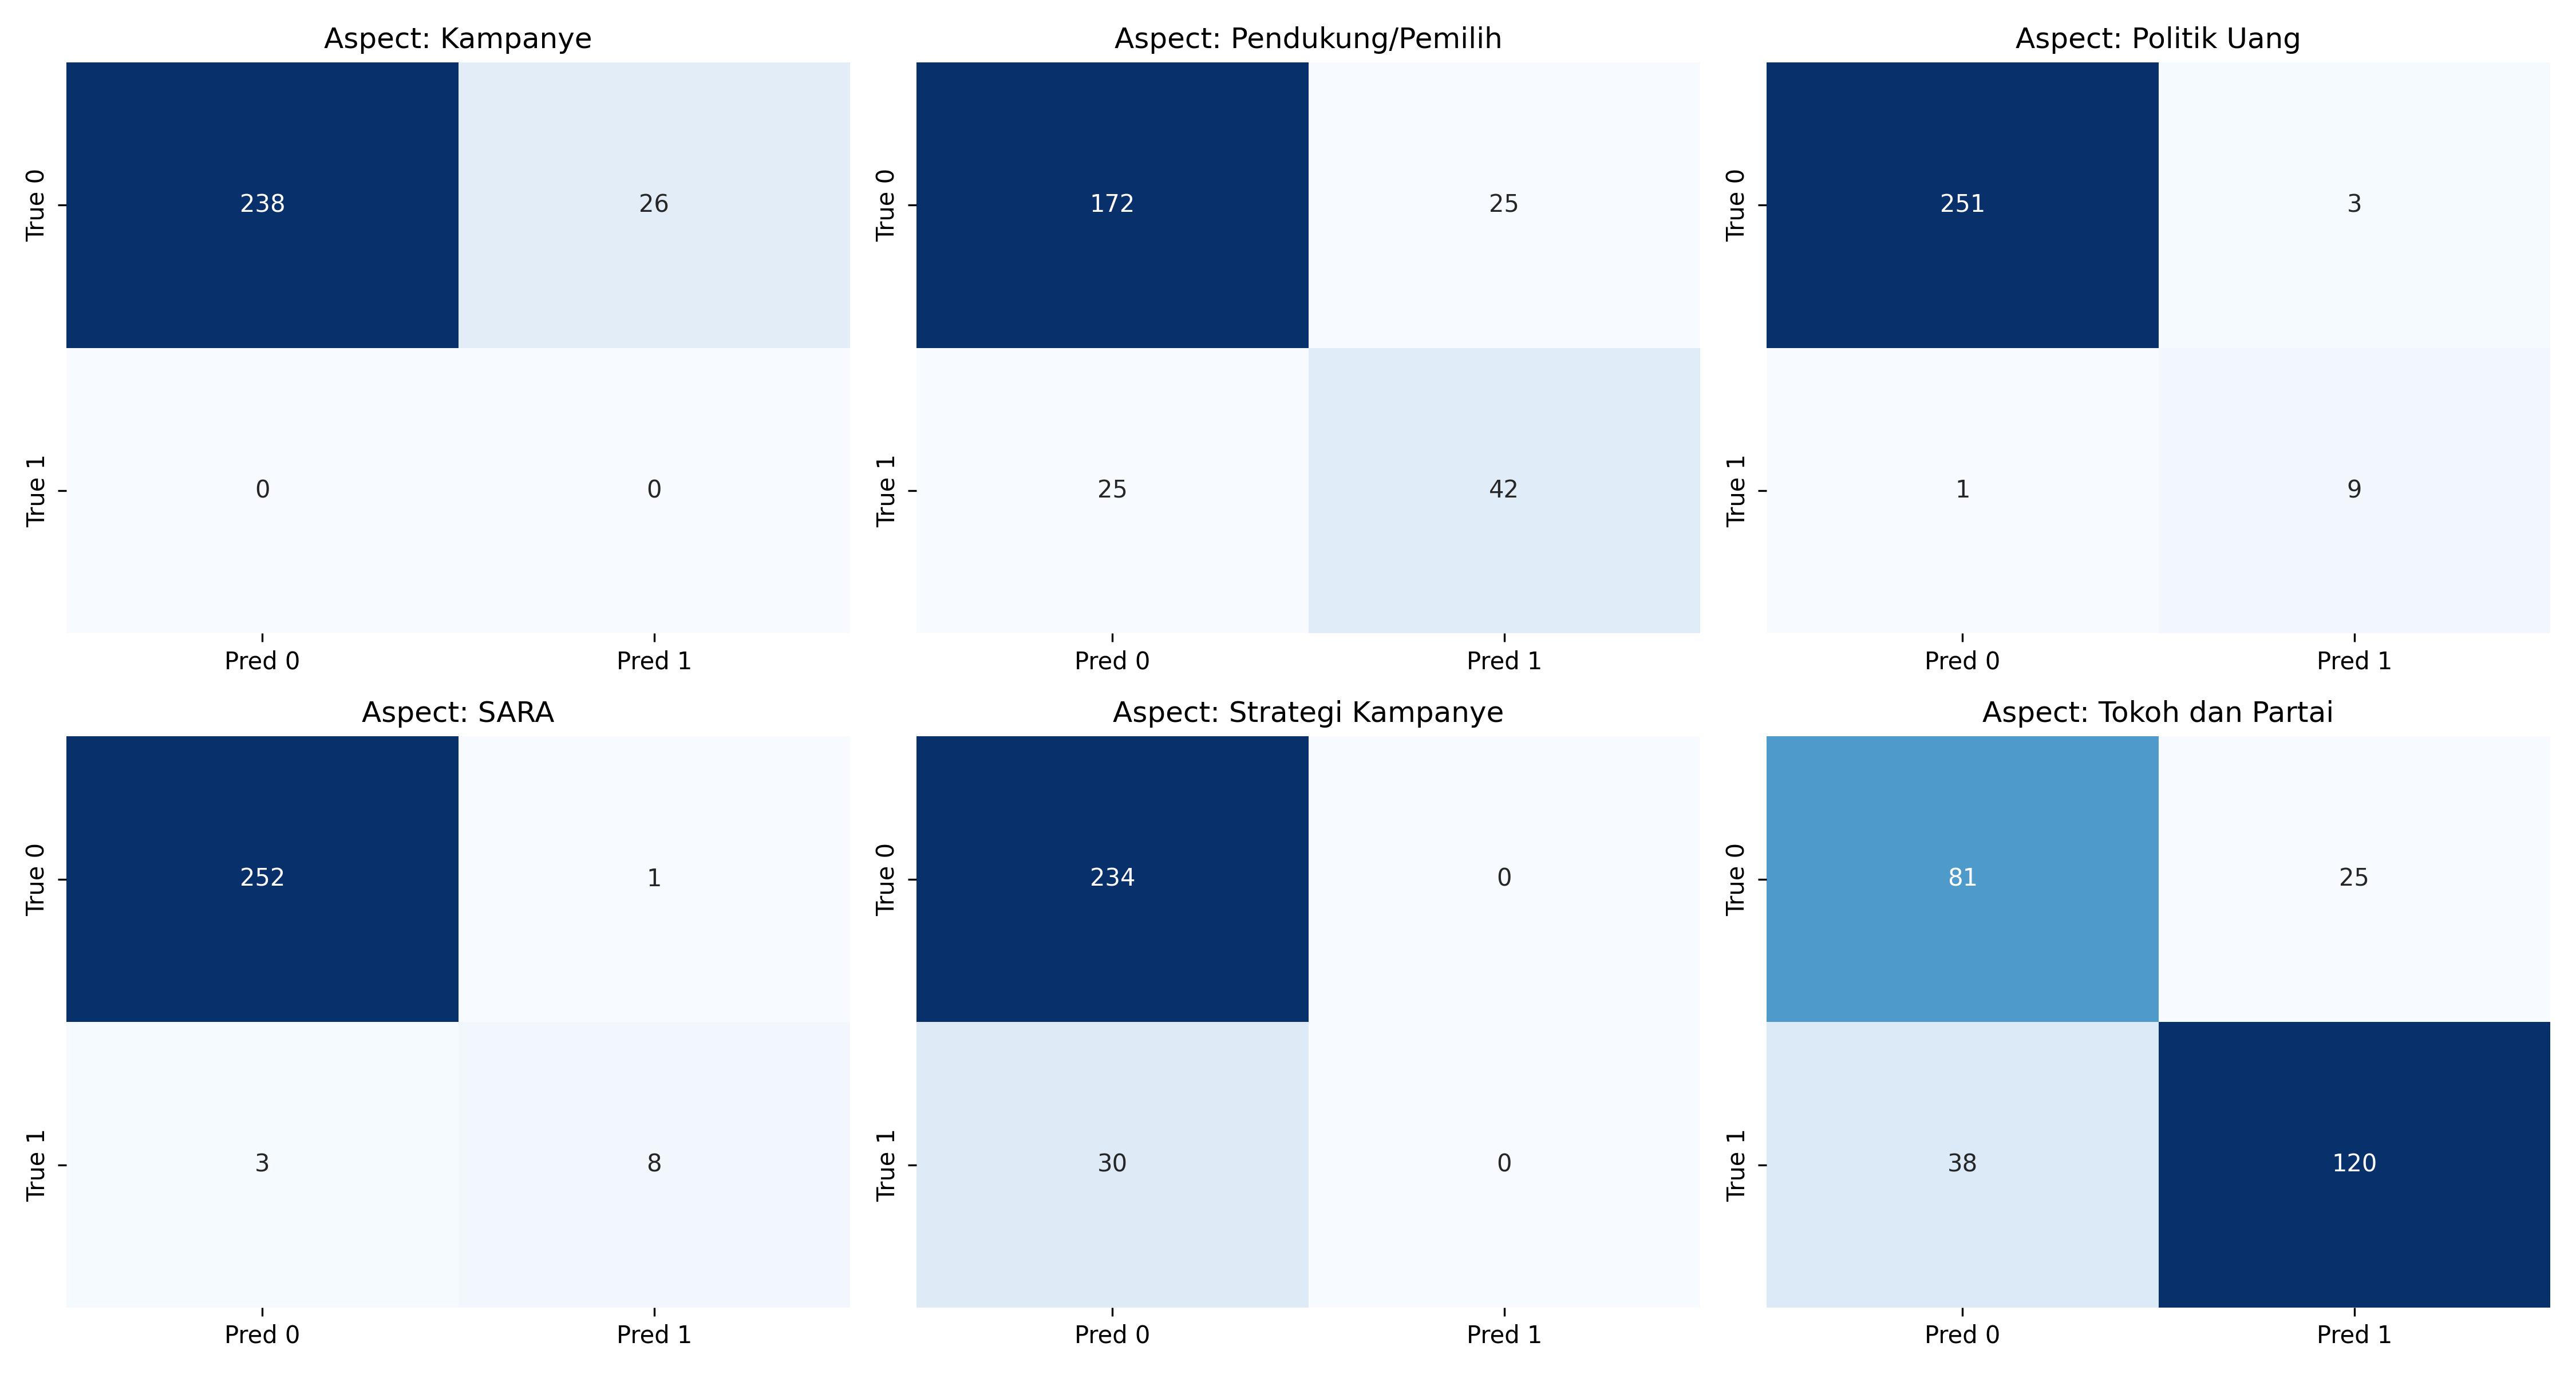 Aspect: Kampanye
True 0
238
26
True 1
0
0
Pred 0
Pred 1
Aspect: Pendukung/Pemilih
True 0
172
25
True 1
25
42
Pred 0
Pred 1
Aspect: Politik Uang
True 0
251
3
True 1
1
9
Pred 0
Pred 1
Aspect: SARA
True 0
252
1
True 1
3
8
Pred 0
Pred 1
Aspect: Strategi Kampanye
True 0
234
0
True 1
30
0
Pred 0
Pred 1
Aspect: Tokoh dan Partai
True 0
81
25
True 1
38
120
Pred 0
Pred 1